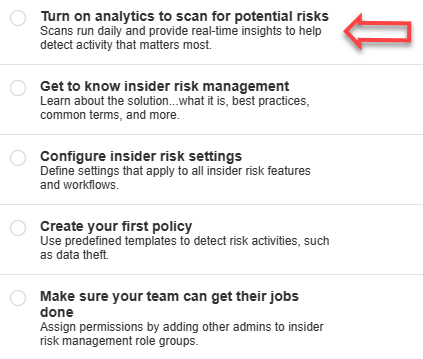 Turn on analytics to scan for potential risks
Scans run daily and provide real-time insights to help
detect activity that matters most.
Get to know insider risk management
Learn about the solution...what it is, best practices,
common terms, and more.
Configure insider risk settings
Define settings that apply to all insider risk features
and workflows.
Create your first policy
Use predefined templates to detect risk activities, such
as data theft.
Make sure your team can get their jobs
done
Assign permissions by adding other admins to insider
risk management role groups.